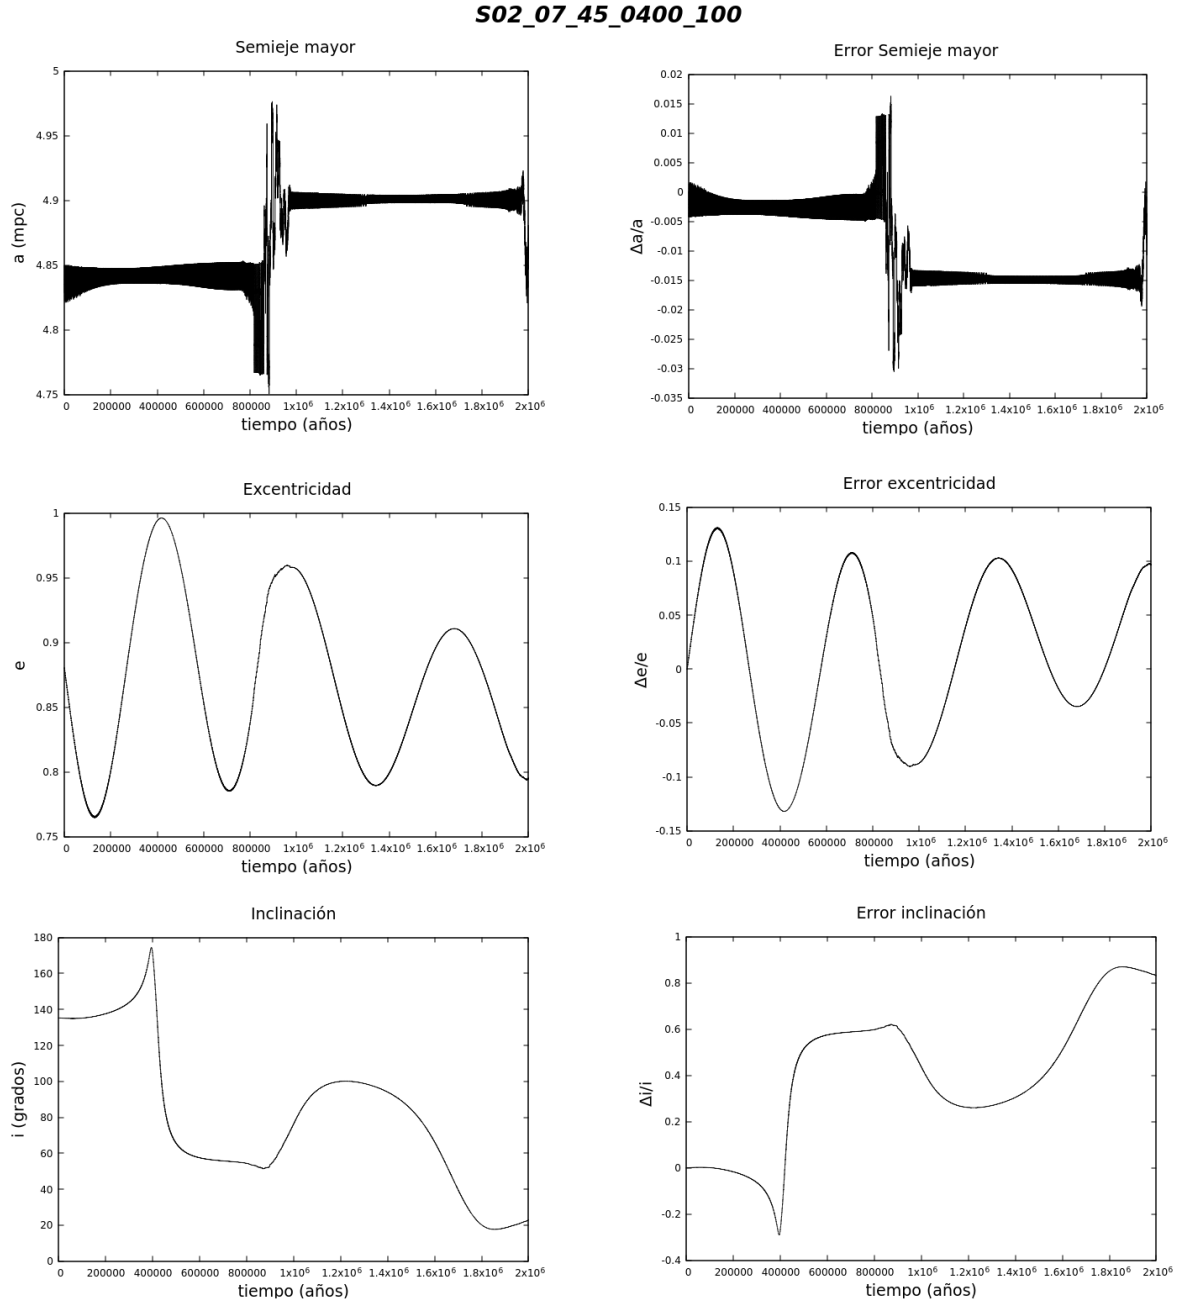 S02_07_45_0400_100
Semieje mayor
5
4.95
4.9
4.85
4.8
4.75
a (mpc)
0 200000 400000 600000 800000 1x10⁶ 1.2x10⁶ 1.4x10⁶ 1.6x10⁶ 1.8x10⁶ 2x10⁶
tiempo (años)
Error Semieje mayor
0.02
0.015
0.01
0.005
0
-0.005
-0.01
-0.015
-0.02
-0.025
-0.03
-0.035
Δa/a
0 200000 400000 600000 800000 1x10⁶ 1.2x10⁶ 1.4x10⁶ 1.6x10⁶ 1.8x10⁶ 2x10⁶
tiempo (años)
Excentricidad
1
0.95
0.9
0.85
0.8
0.75
e
0 200000 400000 600000 800000 1x10⁶ 1.2x10⁶ 1.4x10⁶ 1.6x10⁶ 1.8x10⁶ 2x10⁶
tiempo (años)
Error excentricidad
0.15
0.1
0.05
0
-0.05
-0.1
-0.15
Δe/e
0 200000 400000 600000 800000 1x10⁶ 1.2x10⁶ 1.4x10⁶ 1.6x10⁶ 1.8x10⁶ 2x10⁶
tiempo (años)
Inclinación
180
160
140
120
100
80
60
40
20
0
i (grados)
0 200000 400000 600000 800000 1x10⁶ 1.2x10⁶ 1.4x10⁶ 1.6x10⁶ 1.8x10⁶ 2x10⁶
tiempo (años)
Error inclinación
1
0.8
0.6
0.4
0.2
0
-0.2
-0.4
Δi/i
0 200000 400000 600000 800000 1x10⁶ 1.2x10⁶ 1.4x10⁶ 1.6x10⁶ 1.8x10⁶ 2x10⁶
tiempo (años)